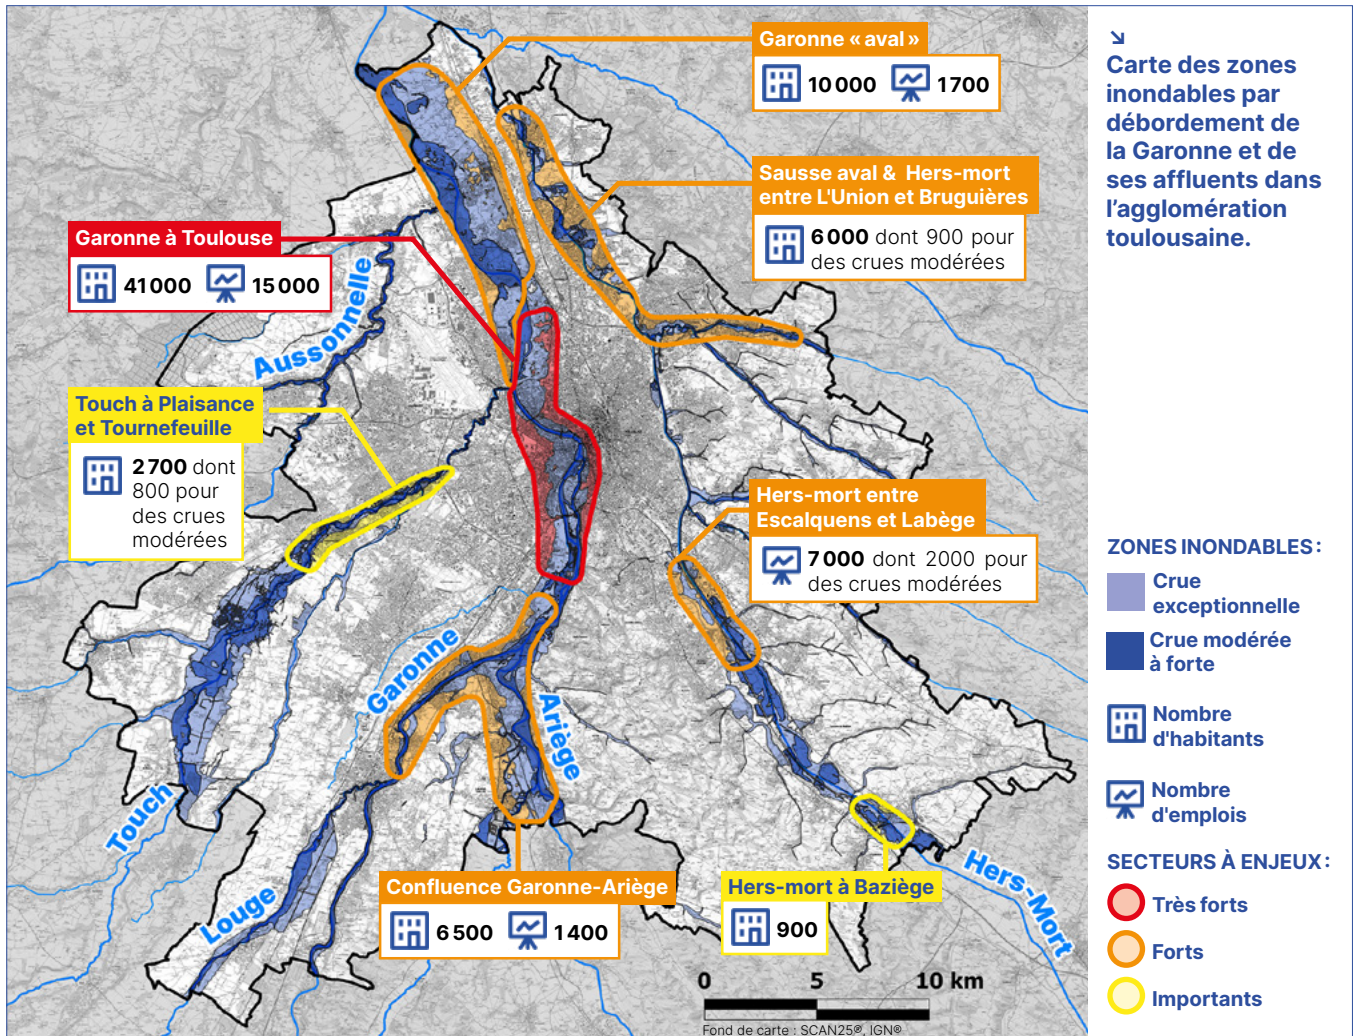 Garonne « aval »
10 000 1700
Sausse aval & Hers-mort
entre L'Union et Bruguières
6 000 dont 900 pour
des crues modérées
Garonne à Toulouse
41 000 15 000
Aussonnelle
Touch à Plaisance
et Tournefeuille
2 700 dont
800 pour
des crues
modérées
Hers-mort entre
Escalquens et Labège
7 000 dont 2000 pour
des crues modérées
Garonne
Ariège
Touch
Louge
Hers-Mort
Confluence Garonne-Ariège
6 500 1 400
Hers-mort à Baziège
900
0 5 10 km
Fond de carte : SCAN25®, IGN®
↘
Carte des zones
inondables par
débordement de
la Garonne et de
ses affluents dans
l’agglomération
toulousaine.
ZONES INONDABLES :
Crue
exceptionnelle
Crue modérée
à forte
Nombre
d'habitants
Nombre
d'emplois
SECTEURS À ENJEUX :
Très forts
Forts
Importants